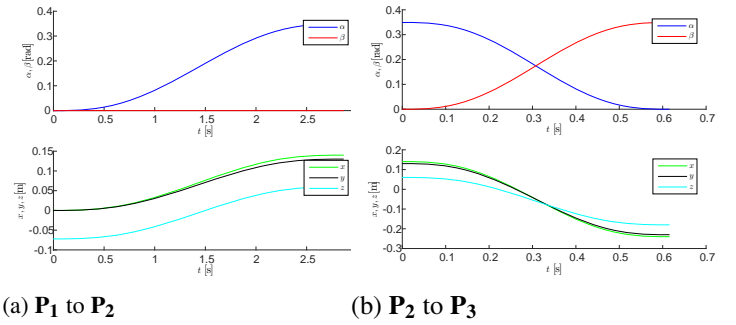 0.4
0.3
0.2
0.1
0
α, β[rad]
α
β
0 0.5 1 1.5 2 2.5
t [s]
0.15
0.1
0.05
0
-0.05
-0.1
x, y, z[m]
x
y
z
0 0.5 1 1.5 2 2.5
t [s]
(a) P1 to P2
0.4
0.3
0.2
0.1
0
α, β[rad]
α
β
0 0.1 0.2 0.3 0.4 0.5 0.6 0.7
t [s]
0.2
0.1
0
-0.1
-0.2
-0.3
x, y, z[m]
x
y
z
0 0.1 0.2 0.3 0.4 0.5 0.6 0.7
t [s]
(b) P2 to P3